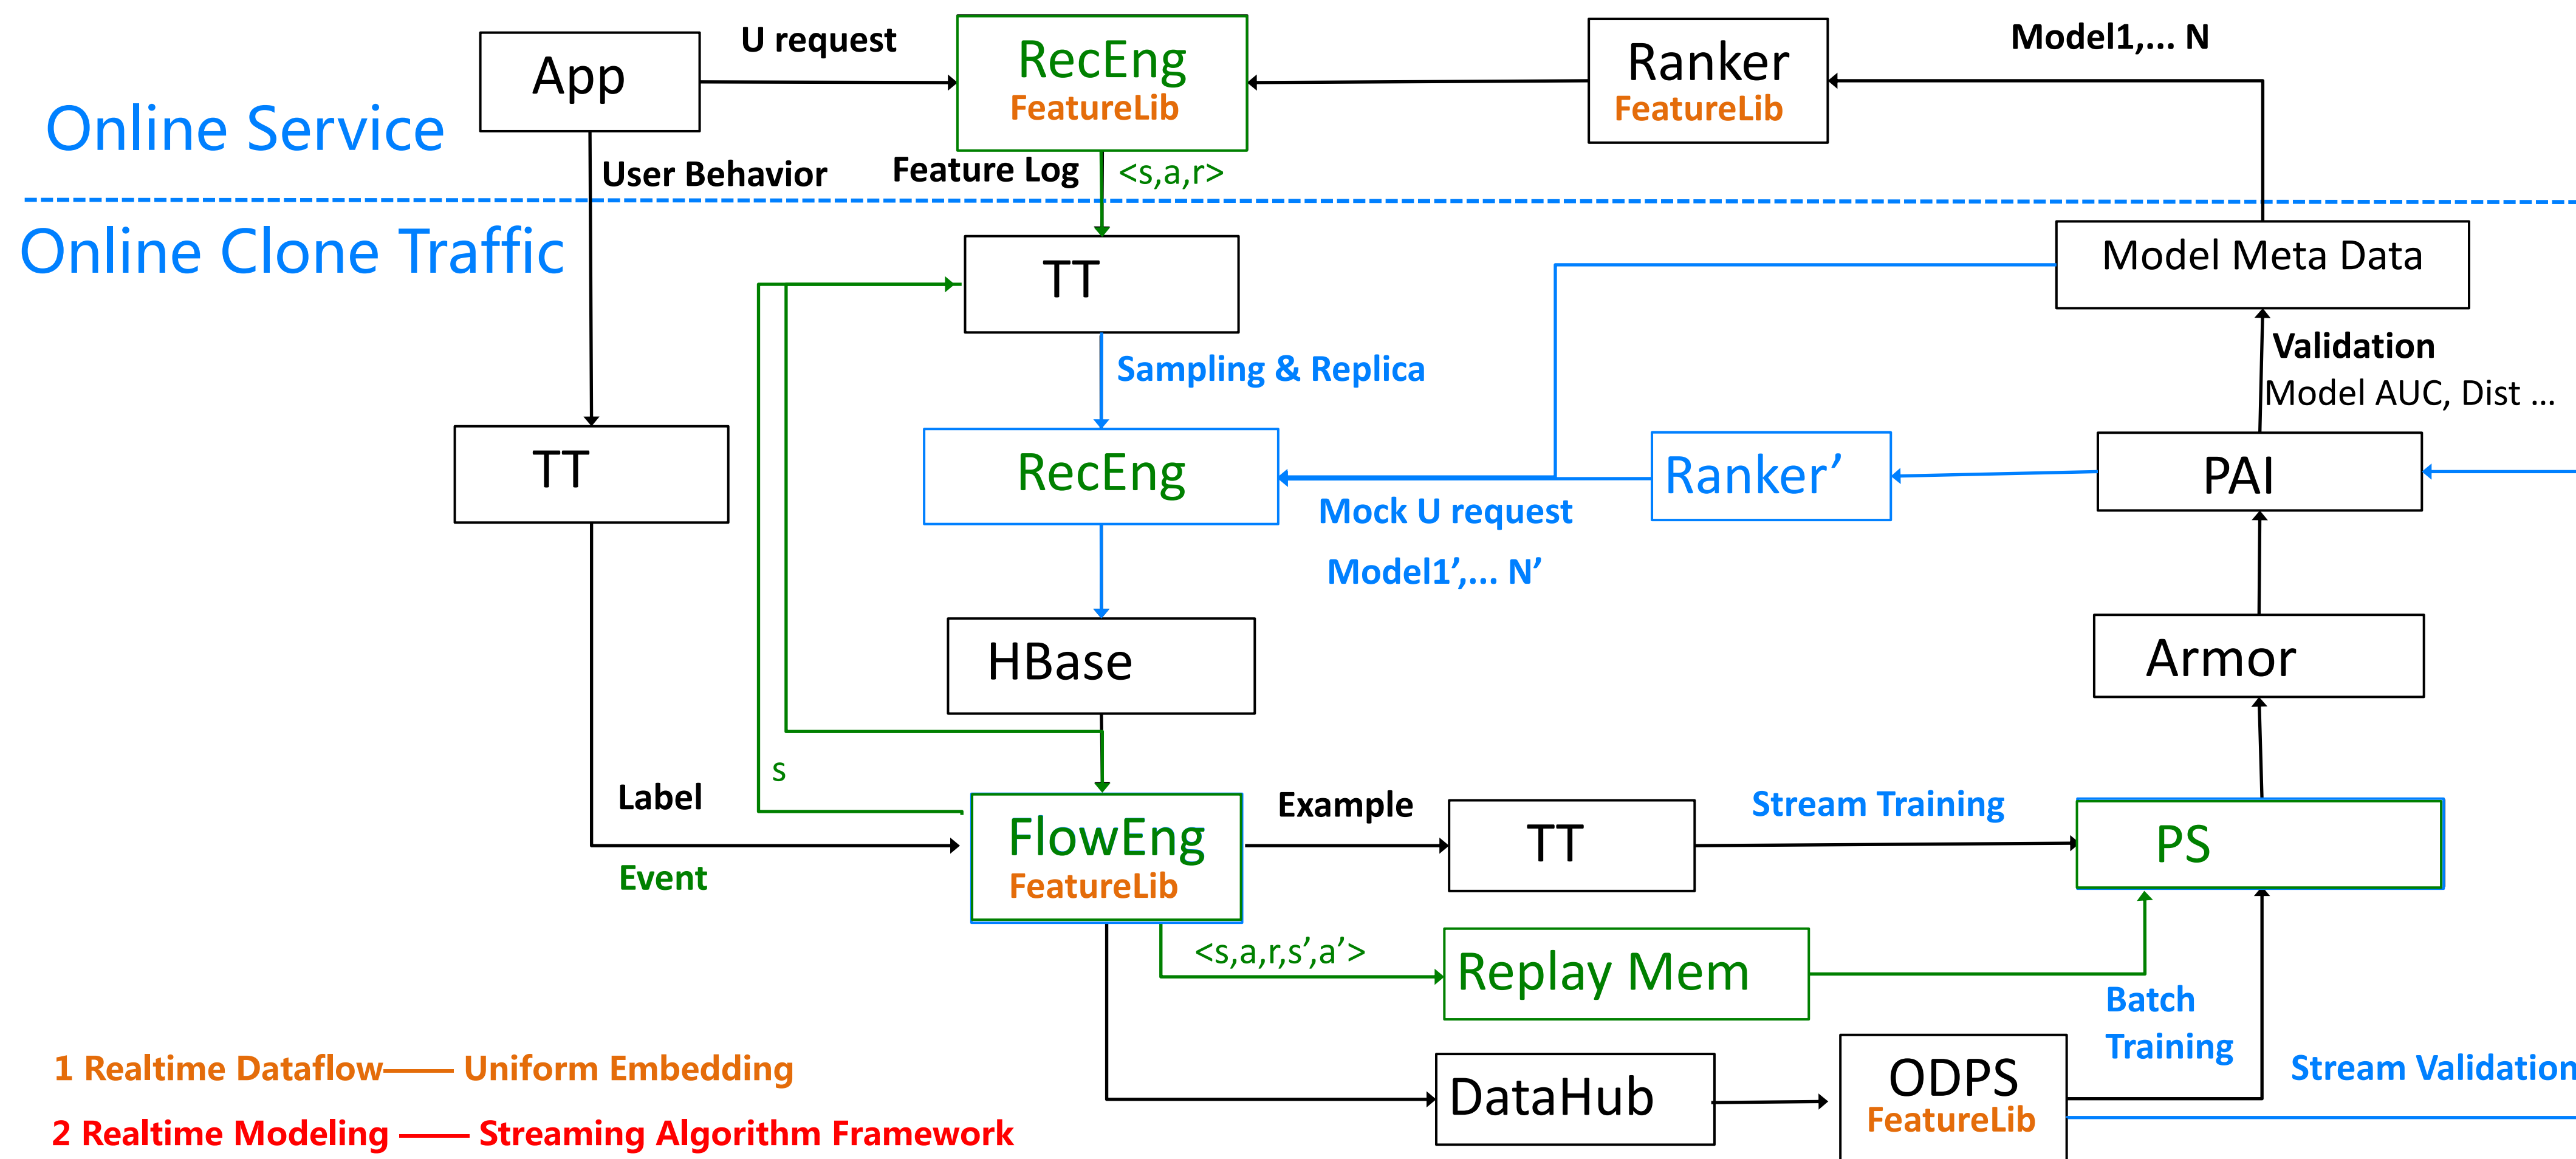 U request
App
RecEng
FeatureLib
Ranker
FeatureLib
Model1,... N
Online Service
User Behavior
Feature Log
<s,a,r>
Online Clone Traffic
TT
Model Meta Data
Sampling & Replica
Validation
Model AUC, Dist ...
TT
RecEng
Ranker’
PAI
Mock U request
Model1’,... N’
HBase
Armor
s
Label
Event
FlowEng
FeatureLib
Example
TT
Stream Training
PS
<s,a,r,s’,a’>
Replay Mem
Batch
Training
DataHub
ODPS
FeatureLib
Stream Validation
1 Realtime Dataflow—— Uniform Embedding
2 Realtime Modeling —— Streaming Algorithm Framework